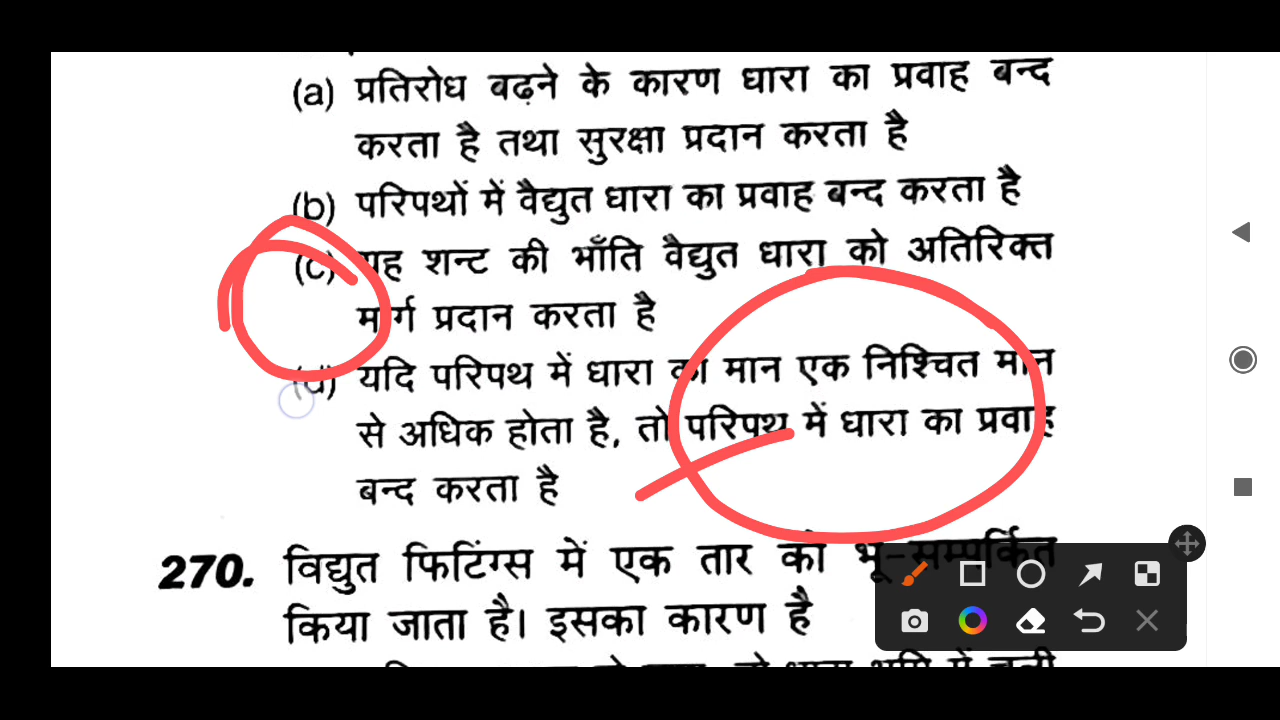 (a) प्रतिरोध बढ़ने के कारण धारा का प्रवाह बन्द
करता है तथा सुरक्षा प्रदान करता है
(b) परिपथों में वैद्युत धारा का प्रवाह बन्द करता है
(c) यह शन्ट की भाँति वैद्युत धारा को अतिरिक्त
मार्ग प्रदान करता है
(d) यदि परिपथ में धारा का मान एक निश्चित मान
से अधिक होता है, तो परिपथ में धारा का प्रवाह
बन्द करता है
270. विद्युत फिटिंग्स में एक तार को भू-सम्पर्कित
किया जाता है। इसका कारण है